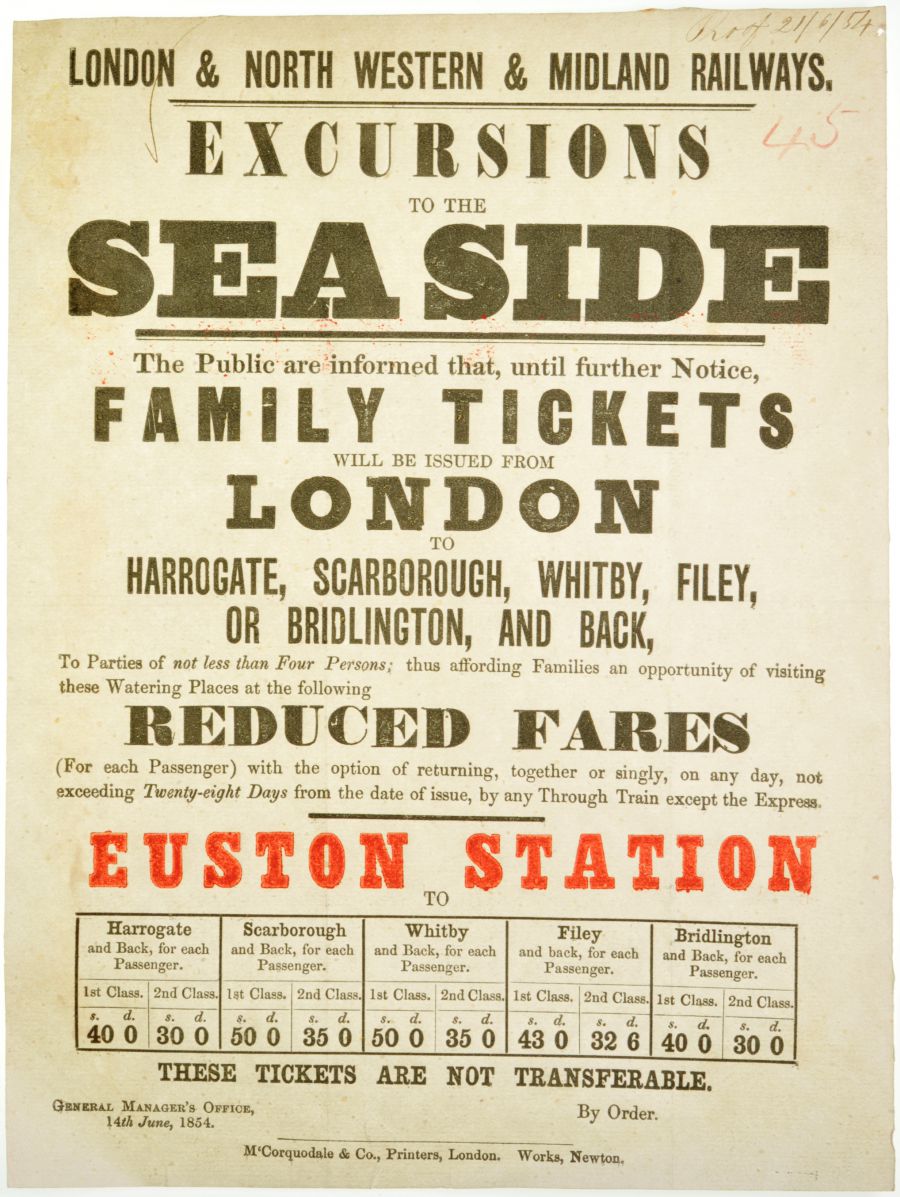 Proof 21/6/54
LONDON & NORTH WESTERN & MIDLAND RAILWAYS.
45
EXCURSIONS
TO THE
SEA SIDE
The Public are informed that, until further Notice,
FAMILY TICKETS
WILL BE ISSUED FROM
LONDON
TO
HARROGATE, SCARBOROUGH, WHITBY, FILEY,
OR BRIDLINGTON, AND BACK,
To Parties of not less than Four Persons; thus affording Families an opportunity of visiting
these Watering Places at the following
REDUCED FARES
(For each Passenger) with the option of returning, together or singly, on any day, not
exceeding Twenty-eight Days from the date of issue, by any Through Train except the Express.
EUSTON STATION
TO
Harrogate Scarborough Whitby Filey Bridlington
and Back, for each and Back, for each and Back, for each and back, for each and Back, for each
Passenger. Passenger. Passenger. Passenger. Passenger.
1st Class. 2nd Class. 1st Class. 2nd Class. 1st Class. 2nd Class. 1st Class. 2nd Class. 1st Class. 2nd Class.
s. d. s. d. s. d. s. d. s. d. s. d. s. d. s. d. s. d. s. d.
40 0 30 0 50 0 35 0 50 0 35 0 43 0 32 6 40 0 30 0
THESE TICKETS ARE NOT TRANSFERABLE.
GENERAL MANAGER'S OFFICE,
14th June, 1854.
By Order.
M'Corquodale & Co., Printers, London. Works, Newton.